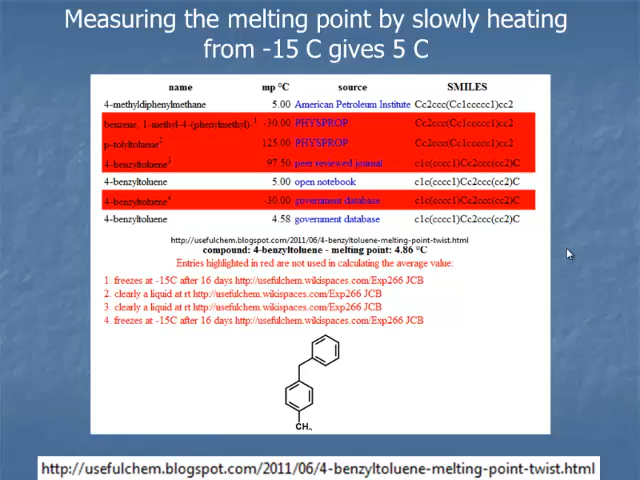 Measuring the melting point by slowly heating
from -15 C gives 5 C
name mp °C source SMILES
4-methyldiphenylmethane 5.00 American Petroleum Institute Cc2ccc(Cc1ccccc1)cc2
benzene, 1-methyl-4-(phenylmethyl)-1 -30.00 PHYSPROP Cc2ccc(Cc1ccccc1)cc2
p-tolyltoluene2 125.00 PHYSPROP Cc2ccc(Cc1ccccc1)cc2
4-benzyltoluene3 97.50 peer reviewed journal c1c(cccc1)Cc2ccc(cc2)C
4-benzyltoluene 5.00 open notebook c1c(cccc1)Cc2ccc(cc2)C
4-benzyltoluene4 -30.00 government database c1c(cccc1)Cc2ccc(cc2)C
4-benzyltoluene 4.58 government database c1c(cccc1)Cc2ccc(cc2)C
http://usefulchem.blogspot.com/2011/06/4-benzyltoluene-melting-point-twist.html
compound: 4-benzyltoluene - melting point: 4.86 °C
Entries highlighted in red are not used in calculating the average value:
1. freezes at -15C after 16 days http://usefulchem.wikispaces.com/Exp266 JCB
2. clearly a liquid at rt http://usefulchem.wikispaces.com/Exp266 JCB
3. clearly a liquid at rt http://usefulchem.wikispaces.com/Exp266 JCB
4. freezes at -15C after 16 days http://usefulchem.wikispaces.com/Exp266 JCB
CH3
http://usefulchem.blogspot.com/2011/06/4-benzyltoluene-melting-point-twist.html